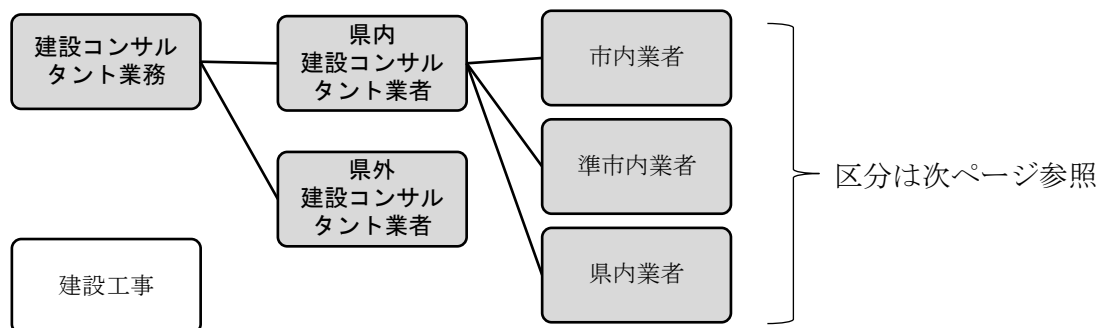 建設コンサル
タント業務
県内
建設コンサル
タント業者
県外
建設コンサル
タント業者
市内業者
準市内業者
県内業者
区分は次ページ参照
建設工事